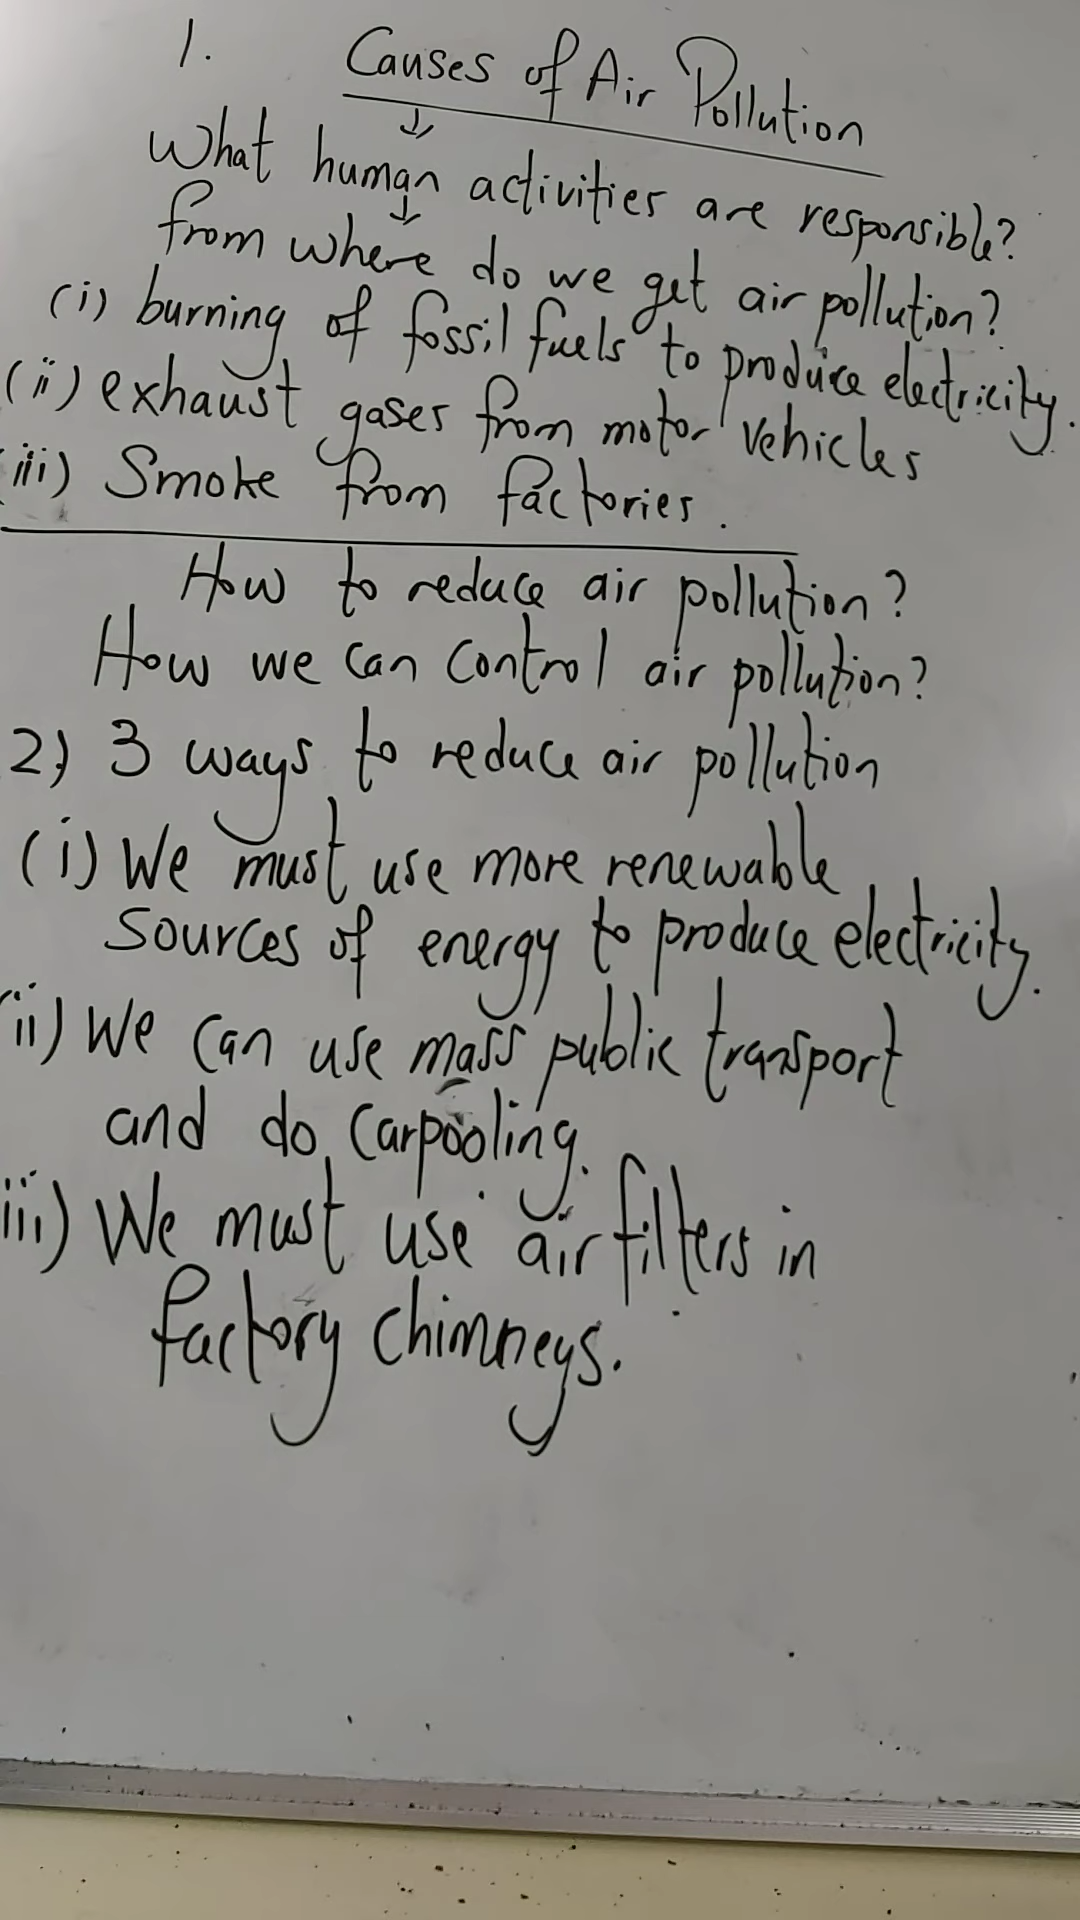 1. Causes of Air Pollution
What human activities are responsible?
from where do we get air pollution?
(i) burning of fossil fuels to produce electricity.
(ii) exhaust gases from motor vehicles
iii) Smoke from factories.
How to reduce air pollution?
How we can control air pollution?
2) 3 ways to reduce air pollution
(i) We must use more renewable
sources of energy to produce electricity.
ii) We can use mass public transport
and do carpooling.
iii) We must use air filters in
factory chimneys.